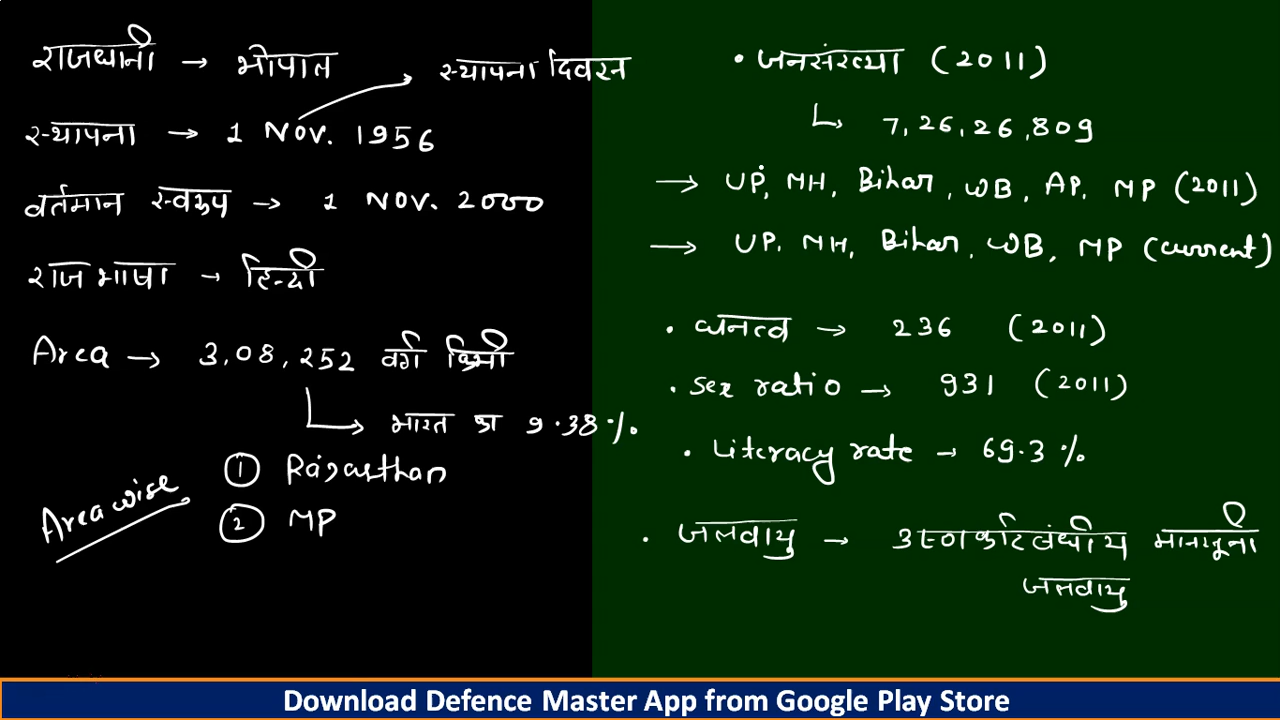 राजधानी → भोपाल
स्थापना दिवस
स्थापना → 1 Nov. 1956
वर्तमान स्वरूप → 1 Nov. 2000
राजभाषा → हिन्दी
Area → 3,08,252 वर्ग किमी
भारत का 9.38%
Area wise
① Rajasthan
② MP
• जनसंख्या (2011)
↳ 7,26,26,809
→ UP, MH, Bihar, WB, AP, MP (2011)
→ UP, MH, Bihar, WB, MP (current)
• घनत्व → 236 (2011)
• Sex ratio → 931 (2011)
• Literacy rate → 69.3%
• जलवायु → उष्णकटिबंधीय मानसूनी
जलवायु
Download Defence Master App from Google Play Store